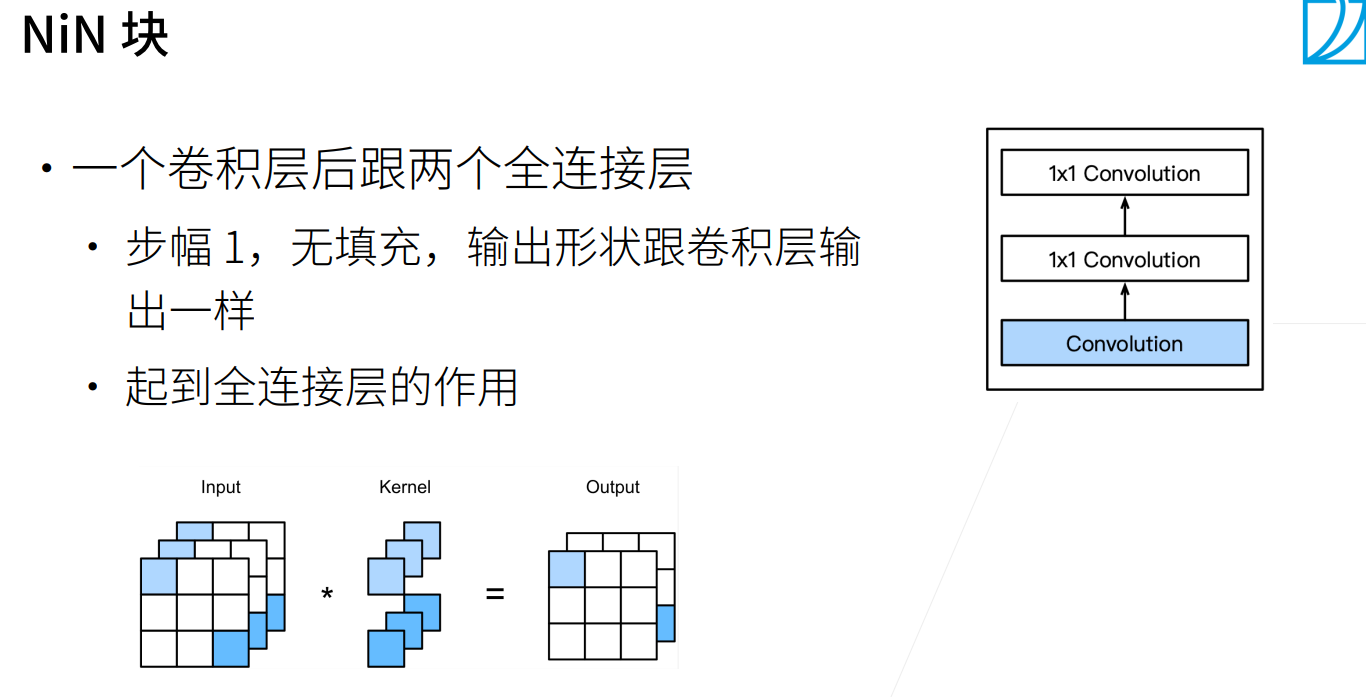 NiN 块
• 一个卷积层后跟两个全连接层
• 步幅 1，无填充，输出形状跟卷积层输
出一样
• 起到全连接层的作用
1x1 Convolution
1x1 Convolution
Convolution
Input
Kernel
Output
*
=